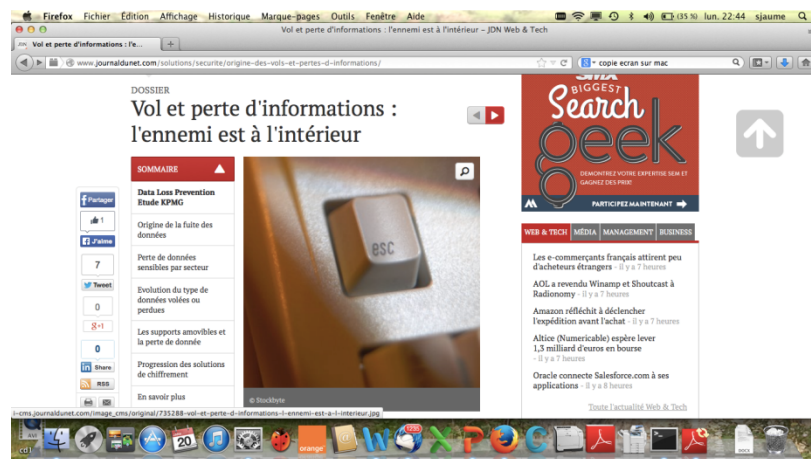 Firefox Fichier Édition Affichage Historique Marque-pages Outils Fenêtre Aide (35 %) lun. 22:44 sjaume
Vol et perte d'informations : l'ennemi est à l'intérieur – JDN Web & Tech
Vol et perte d'informations : l'e...
www.journaldunet.com/solutions/securite/origine-des-vols-et-pertes-d-informations/
copie ecran sur mac
DOSSIER
Vol et perte d'informations :
l'ennemi est à l'intérieur
SOMMAIRE
Data Loss Prevention
Etude KPMG
Origine de la fuite des
données
Perte de données
sensibles par secteur
Evolution du type de
données volées ou
perdues
Les supports amovibles et
la perte de donnée
Progression des solutions
de chiffrement
En savoir plus
Partager
1
J'aime
7
Tweet
0
+1
0
Share
RSS
esc
© Stockbyte
SMX
BIGGEST
Search
geek
DEMONTREZ VOTRE EXPERTISE SEM ET
GAGNEZ DES PRIX!
PARTICIPEZ MAINTENANT
WEB & TECH MÉDIA MANAGEMENT BUSINESS
Les e-commerçants français attirent peu
d'acheteurs étrangers - il y a 7 heures
AOL a revendu Winamp et Shoutcast à
Radionomy - il y a 7 heures
Amazon réfléchit à déclencher
l'expédition avant l'achat - il y a 7 heures
Altice (Numericable) espère lever
1,3 milliard d'euros en bourse
- il y a 7 heures
Oracle connecte Salesforce.com à ses
applications - il y a 8 heures
Toute l'actualité Web & Tech
i-cms.journaldunet.com/image_cms/original/735288-vol-et-perte-d-informations-l-ennemi-est-a-l-interieur.jpg
AVI
cd1
20
orange
1235
DOCX